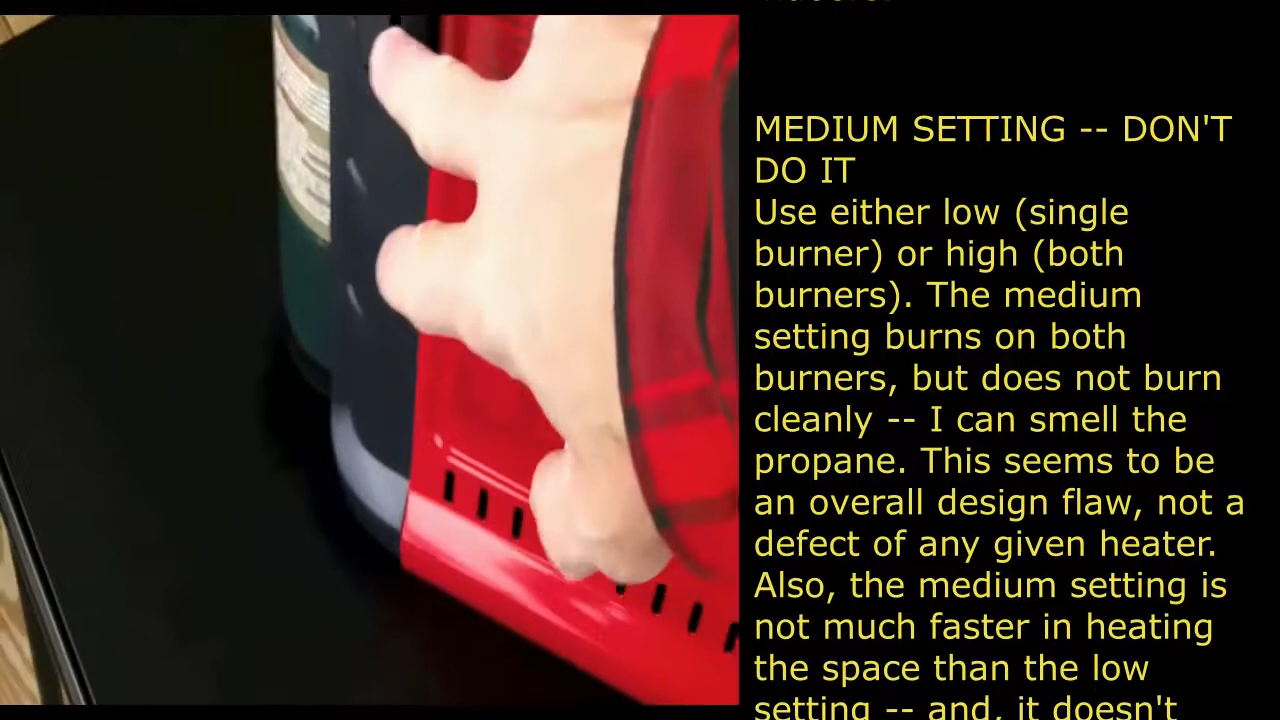 MEDIUM SETTING -- DON'T
DO IT
Use either low (single
burner) or high (both
burners). The medium
setting burns on both
burners, but does not burn
cleanly -- I can smell the
propane. This seems to be
an overall design flaw, not a
defect of any given heater.
Also, the medium setting is
not much faster in heating
the space than the low
setting -- and, it doesn't